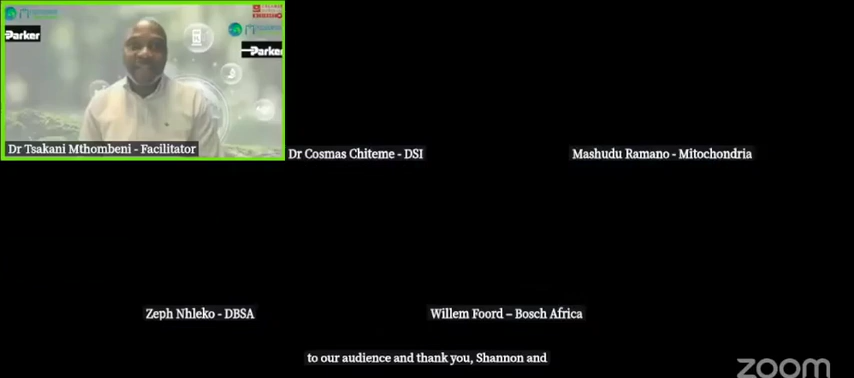 Parker
Parker
Dr Tsakani Mthombeni - Facilitator
Dr Cosmas Chiteme - DSI
Mashudu Ramano - Mitochondria
Zeph Nhleko - DBSA
Willem Foord – Bosch Africa
to our audience and thank you, Shannon and
zoom